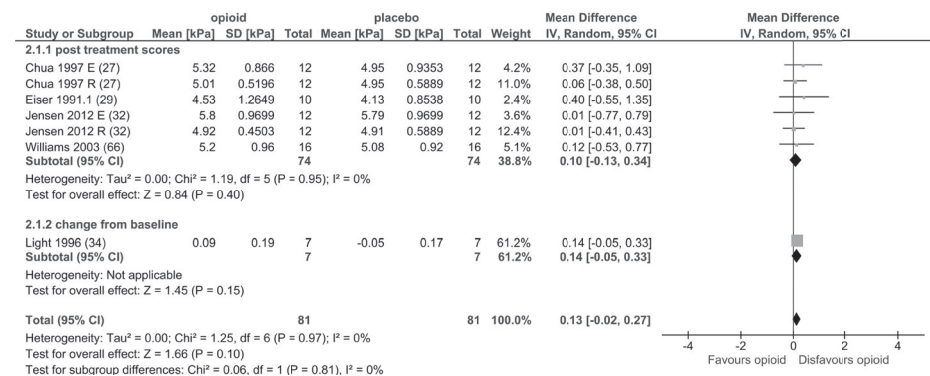 opioid placebo Mean Difference Mean Difference
Study or Subgroup Mean [kPa] SD [kPa] Total Mean [kPa] SD [kPa] Total Weight IV, Random, 95% CI IV, Random, 95% CI
2.1.1 post treatment scores
Chua 1997 E (27) 5.32 0.866 12 4.95 0.9353 12 4.2% 0.37 [-0.35, 1.09]
Chua 1997 R (27) 5.01 0.5196 12 4.95 0.5889 12 11.0% 0.06 [-0.38, 0.50]
Eiser 1991.1 (29) 4.53 1.2649 10 4.13 0.8538 10 2.4% 0.40 [-0.55, 1.35]
Jensen 2012 E (32) 5.8 0.9699 12 5.79 0.9699 12 3.6% 0.01 [-0.77, 0.79]
Jensen 2012 R (32) 4.92 0.4503 12 4.91 0.5889 12 12.4% 0.01 [-0.41, 0.43]
Williams 2003 (66) 5.2 0.96 16 5.08 0.92 16 5.1% 0.12 [-0.53, 0.77]
Subtotal (95% CI) 74 74 38.8% 0.10 [-0.13, 0.34]
Heterogeneity: Tau² = 0.00; Chi² = 1.19, df = 5 (P = 0.95); I² = 0%
Test for overall effect: Z = 0.84 (P = 0.40)
2.1.2 change from baseline
Light 1996 (34) 0.09 0.19 7 -0.05 0.17 7 61.2% 0.14 [-0.05, 0.33]
Subtotal (95% CI) 7 7 61.2% 0.14 [-0.05, 0.33]
Heterogeneity: Not applicable
Test for overall effect: Z = 1.45 (P = 0.15)
Total (95% CI) 81 81 100.0% 0.13 [-0.02, 0.27]
Heterogeneity: Tau² = 0.00; Chi² = 1.25, df = 6 (P = 0.97); I² = 0%
-4 -2 0 2 4
Test for overall effect: Z = 1.66 (P = 0.10)
Favours opioid Disfavours opioid
Test for subgroup differences: Chi² = 0.06, df = 1 (P = 0.81), I² = 0%